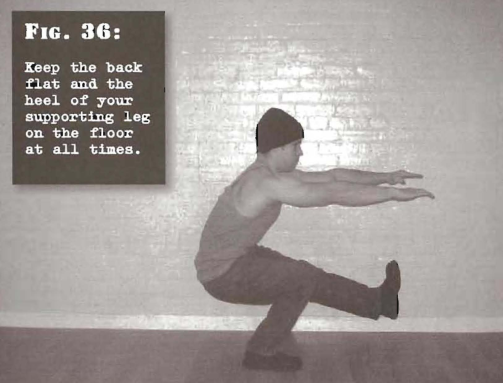 FIG. 36:
Keep the back
flat and the
heel of your
supporting leg
on the floor
at all times.